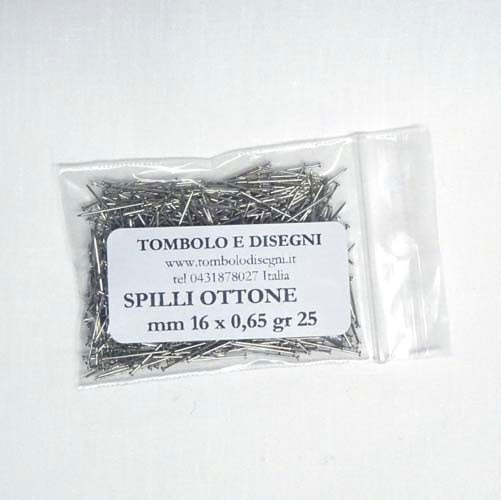 TOMBOLO E DISEGNI
www.tombolodisegni.it
tel 0431878027 Italia
SPILLI OTTONE
mm 16 x 0,65 gr 25